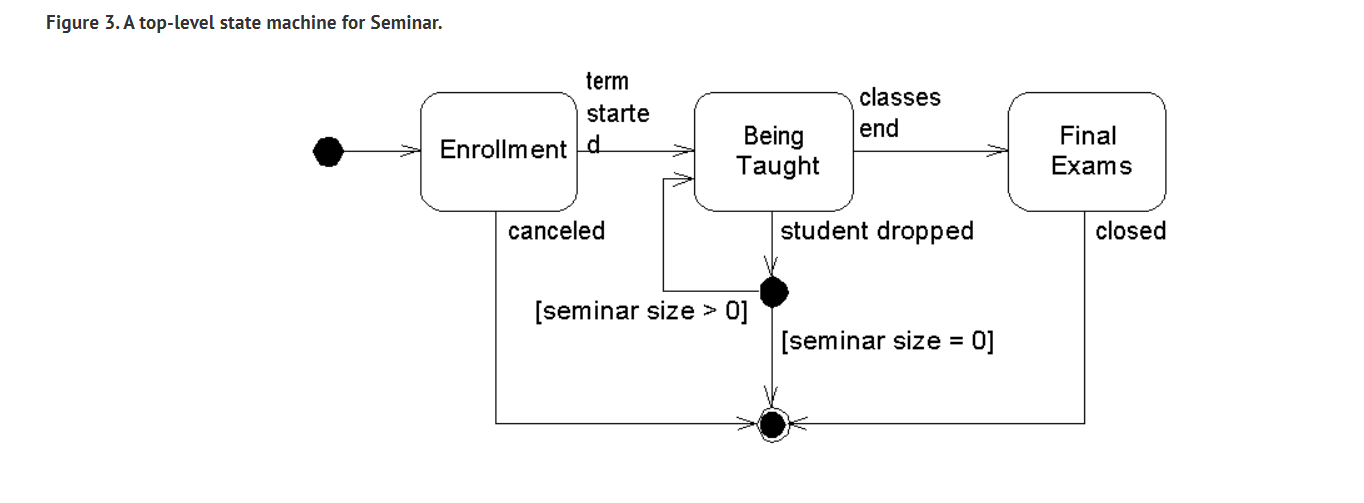 Figure 3. A top-level state machine for Seminar.
term
starte
d
classes
end
Enrollment
Being
Taught
Final
Exams
canceled
student dropped
closed
[seminar size > 0]
[seminar size = 0]